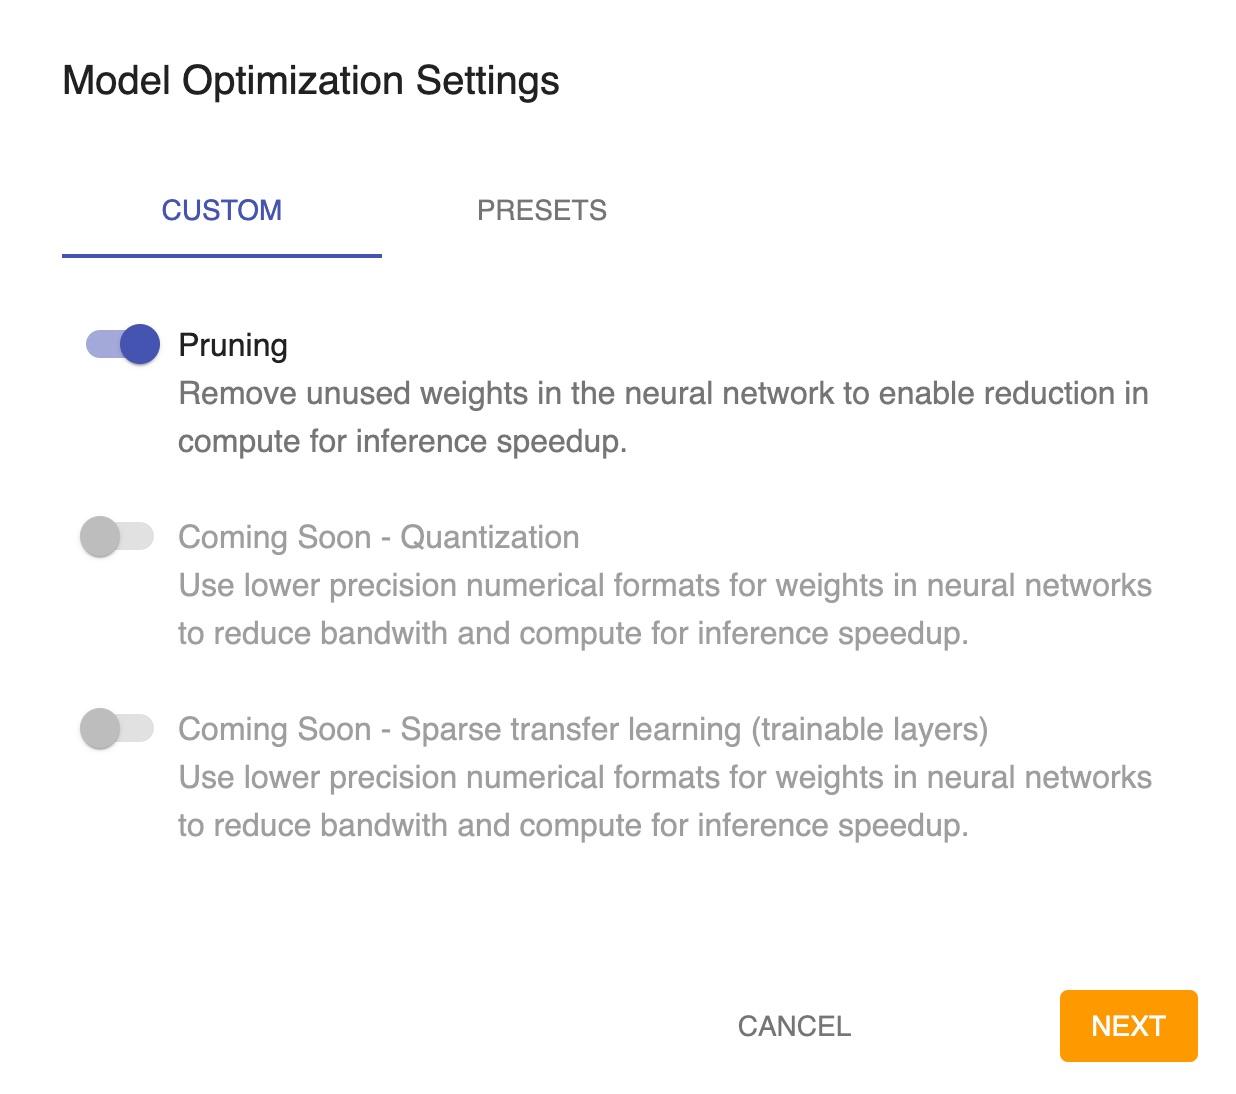 Model Optimization Settings
CUSTOM
PRESETS
Pruning
Remove unused weights in the neural network to enable reduction in
compute for inference speedup.
Coming Soon - Quantization
Use lower precision numerical formats for weights in neural networks
to reduce bandwith and compute for inference speedup.
Coming Soon - Sparse transfer learning (trainable layers)
Use lower precision numerical formats for weights in neural networks
to reduce bandwith and compute for inference speedup.
CANCEL
NEXT